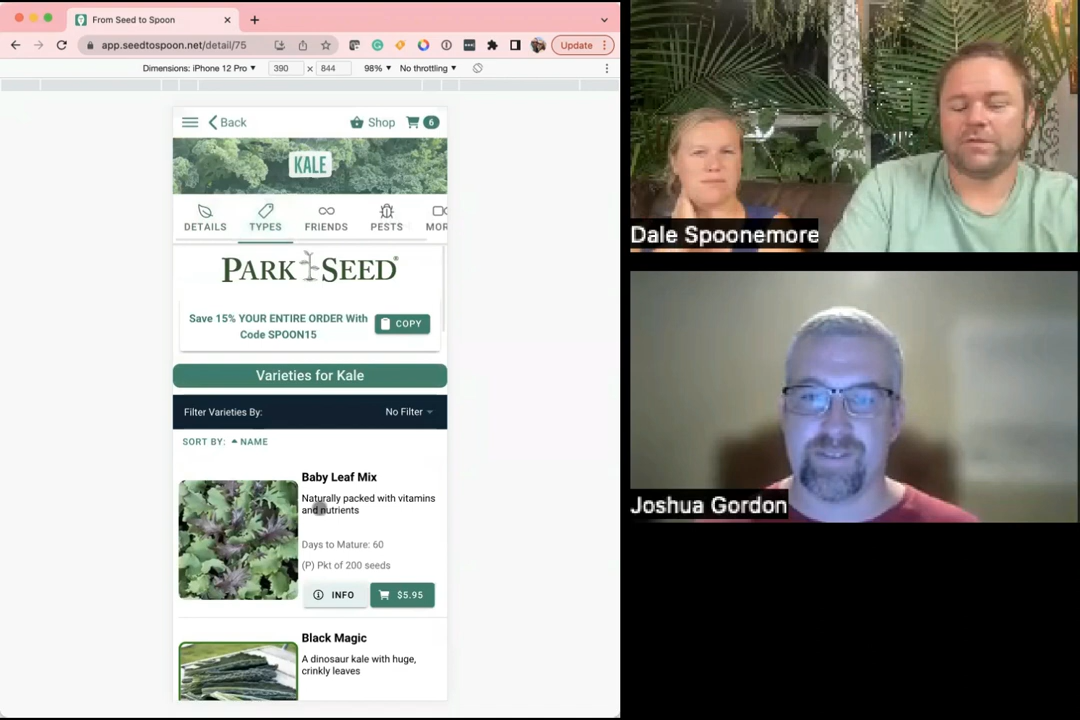 From Seed to Spoon
app.seedtospoon.net/detail/75
Update
Dimensions: iPhone 12 Pro
390 × 844
98%
No throttling
Back
Shop
6
KALE
DETAILS
TYPES
FRIENDS
PESTS
MOR
PARK SEED
Save 15% YOUR ENTIRE ORDER With
Code SPOON15
COPY
Varieties for Kale
Filter Varieties By:
No Filter
SORT BY: NAME
Baby Leaf Mix
Naturally packed with vitamins
and nutrients
Days to Mature: 60
(P) Pkt of 200 seeds
INFO
$5.95
Black Magic
A dinosaur kale with huge,
crinkly leaves
Dale Spoonemore
Joshua Gordon